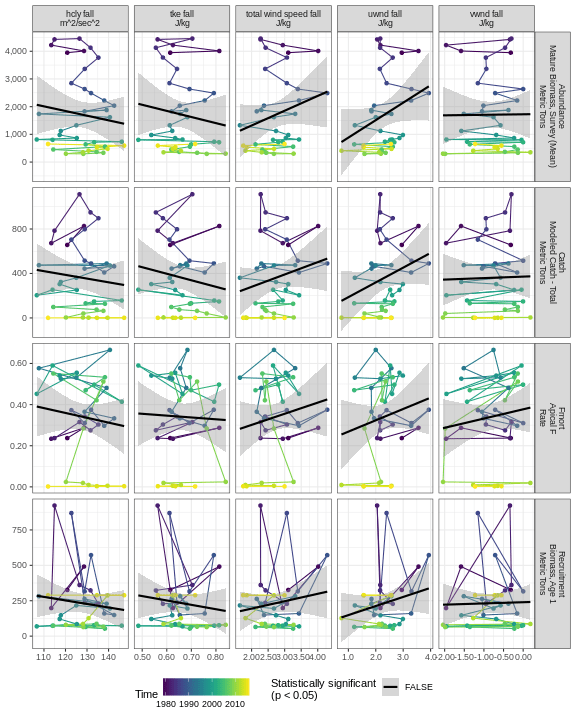 hcly fall
m^2/sec^2
tke fall
J/kg
total wind speed fall
J/kg
uwnd fall
J/kg
vwnd fall
J/kg
4,000
3,000
2,000
1,000
0
Abundance
Mature Biomass, Survey (Mean)
Metric Tons
800
400
0
Catch
Modeled Catch - Total
Metric Tons
0.60
0.40
0.20
0.00
Fmort
Apical F
Rate
750
500
250
0
Recruitment
Biomass, Age 1
Metric Tons
110 120 130 140
0.50 0.60 0.70 0.80
2.00 2.50 3.00 3.50 4.00
1.0 2.0 3.0 4.0
-2.00 -1.50 -1.00 -0.50 0.00
Time
1980 1990 2000 2010
Statistically significant
(p < 0.05)
FALSE